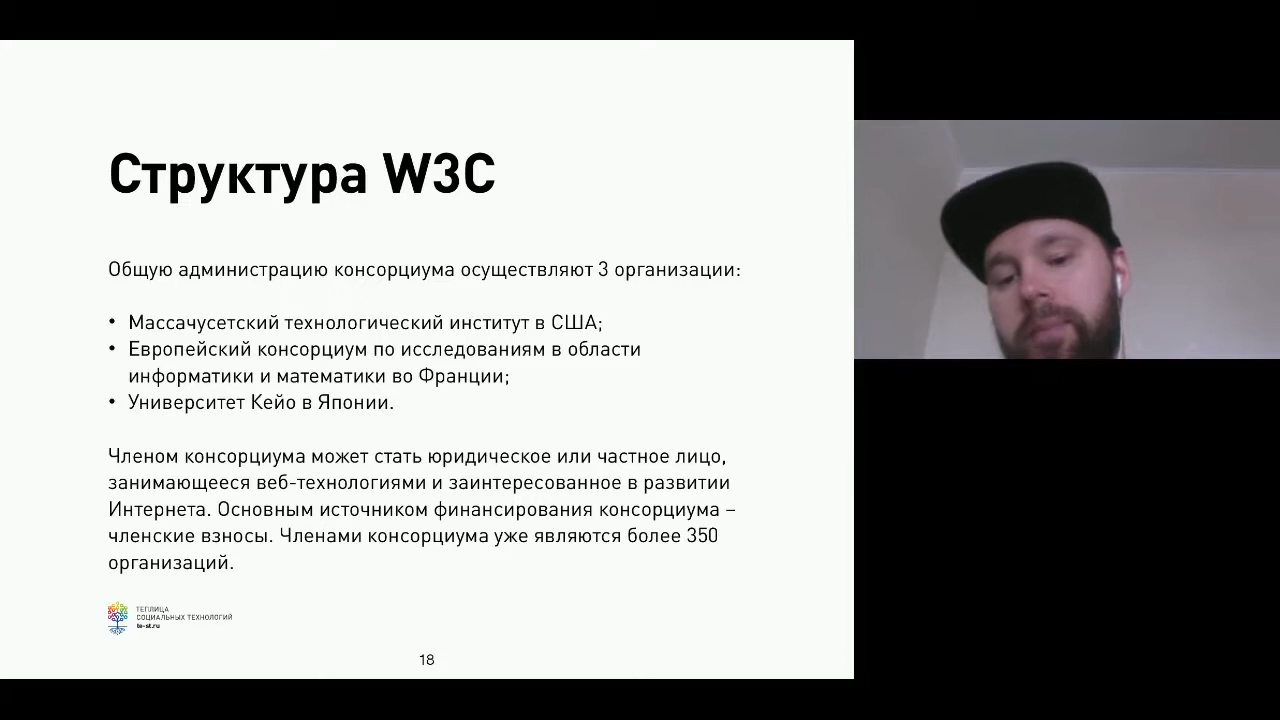 Структура W3C
Общую администрацию консорциума осуществляют 3 организации:
• Массачусетский технологический институт в США;
• Европейский консорциум по исследованиям в области
информатики и математики во Франции;
• Университет Кейо в Японии.
Членом консорциума может стать юридическое или частное лицо,
занимающееся веб-технологиями и заинтересованное в развитии
Интернета. Основным источником финансирования консорциума –
членские взносы. Членами консорциума уже являются более 350
организаций.
ТЕПЛИЦА
СОЦИАЛЬНЫХ ТЕХНОЛОГИЙ
te-st.ru
18